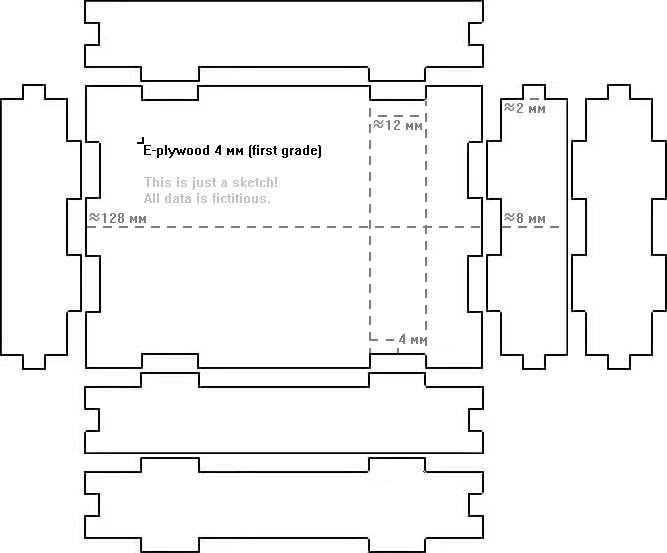 ≈2 мм
≈12 мм
E-plywood 4 мм (first grade)
This is just a sketch!
All data is fictitious.
≈128 мм
≈8 мм
4 мм